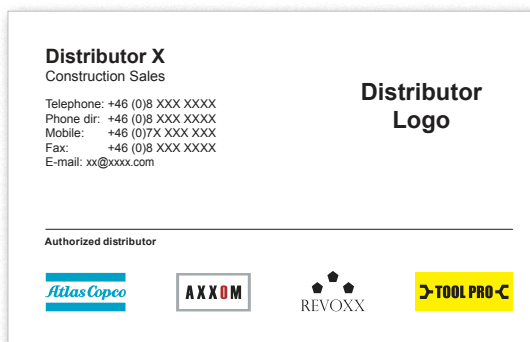 Distributor X
Construction Sales
Telephone: +46 (0)8 XXX XXXX
Phone dir: +46 (0)8 XXX XXXX
Mobile: +46 (0)7X XXX XXX
Fax: +46 (0)8 XXX XXXX
E-mail: xx@xxxx.com
Distributor
Logo
Authorized distributor
Atlas Copco
AXXOM
REVOXX
TOOL PRO